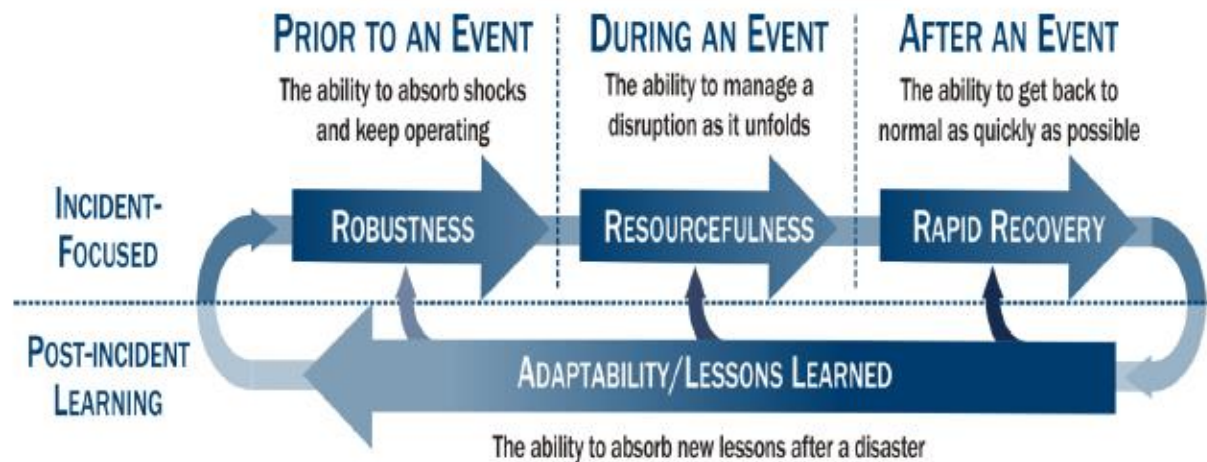 PRIOR TO AN EVENT
The ability to absorb shocks
and keep operating
DURING AN EVENT
The ability to manage a
disruption as it unfolds
AFTER AN EVENT
The ability to get back to
normal as quickly as possible
INCIDENT-
FOCUSED
ROBUSTNESS
RESOURCEFULNESS
RAPID RECOVERY
POST-INCIDENT
LEARNING
ADAPTABILITY/LESSONS LEARNED
The ability to absorb new lessons after a disaster